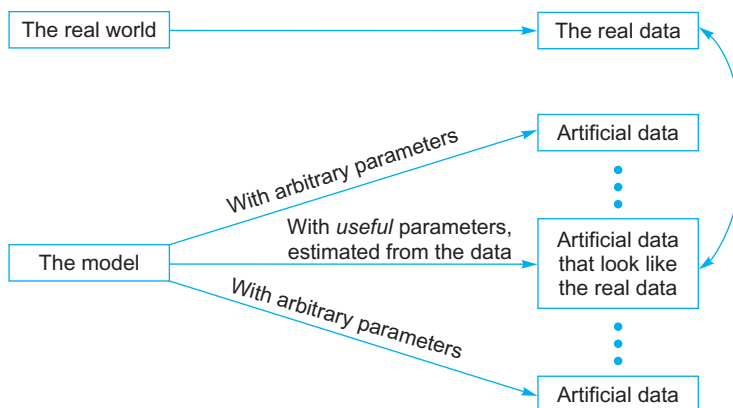 The real world
The real data
With arbitrary parameters
Artificial data
The model
With useful parameters,
estimated from the data
Artificial data
that look like
the real data
With arbitrary parameters
Artificial data